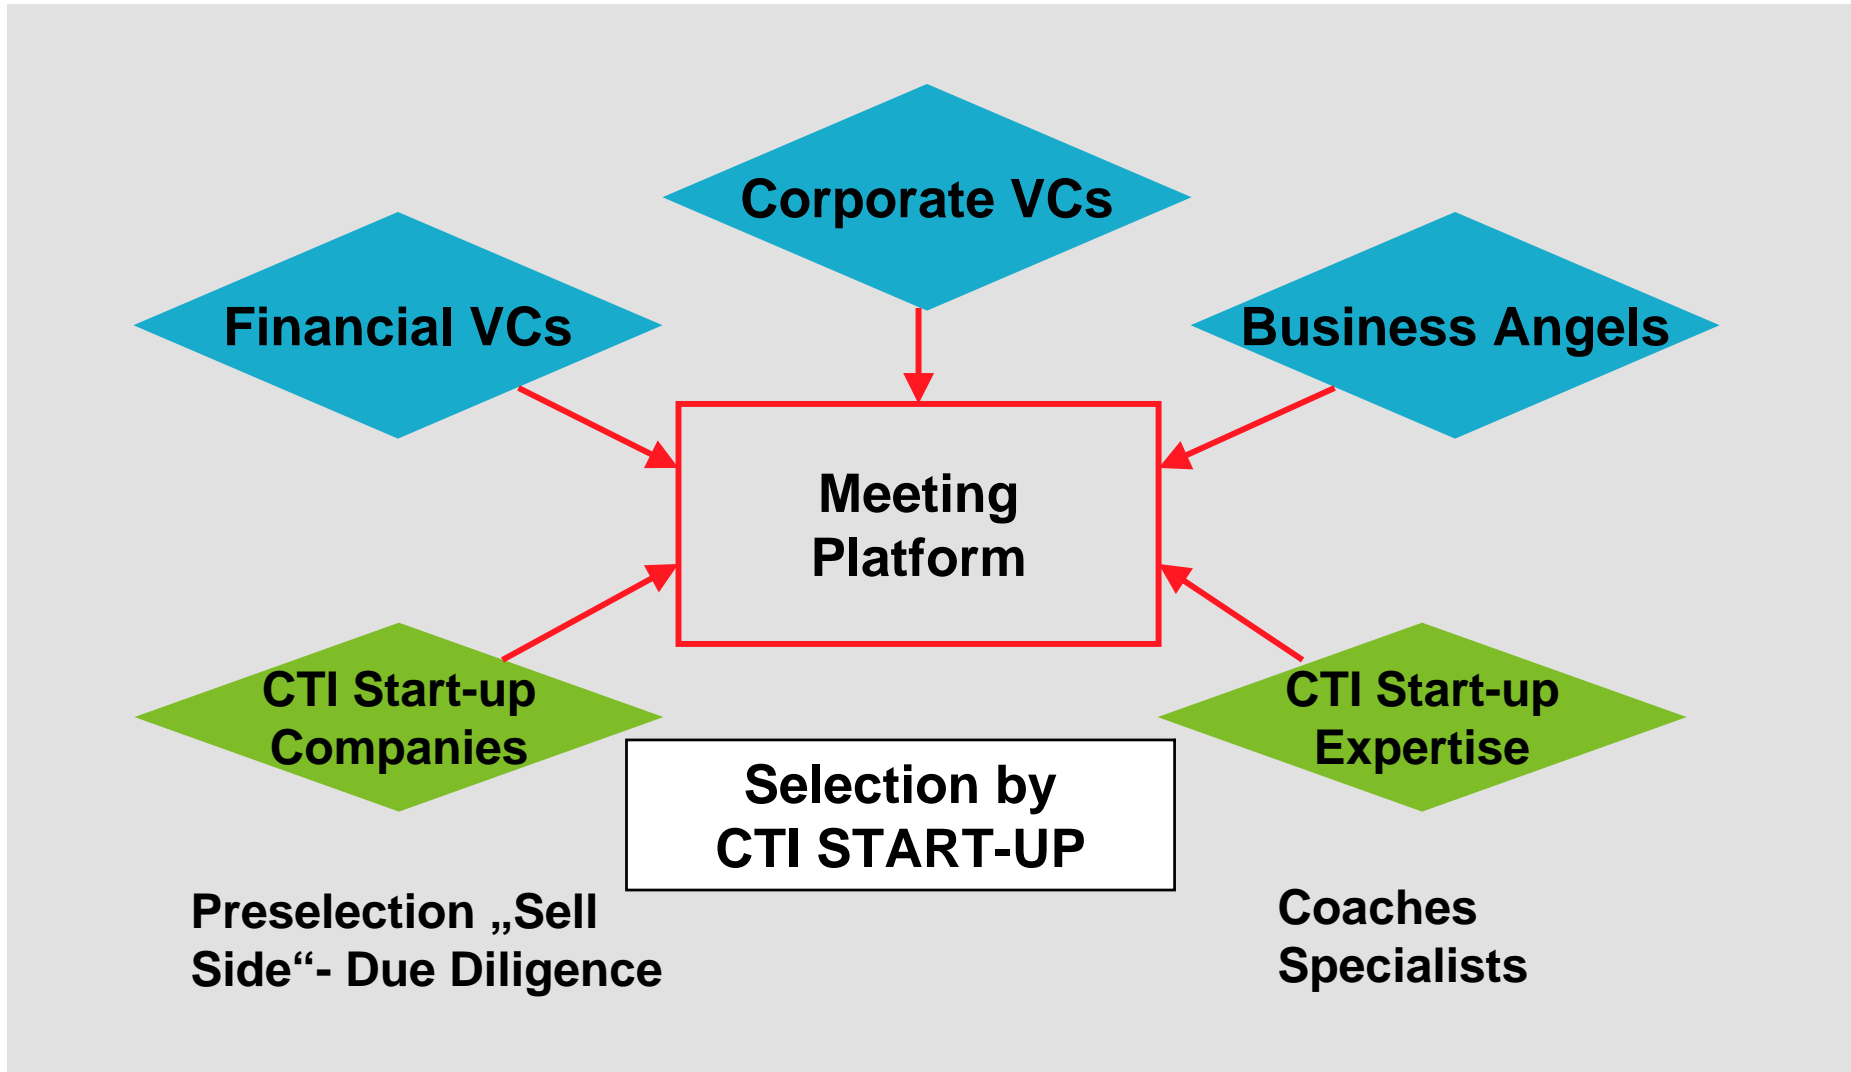 Corporate VCs
Financial VCs
Business Angels
Meeting
Platform
CTI Start-up
Companies
CTI Start-up
Expertise
Selection by
CTI START-UP
Preselection „Sell
Side“- Due Diligence
Coaches
Specialists